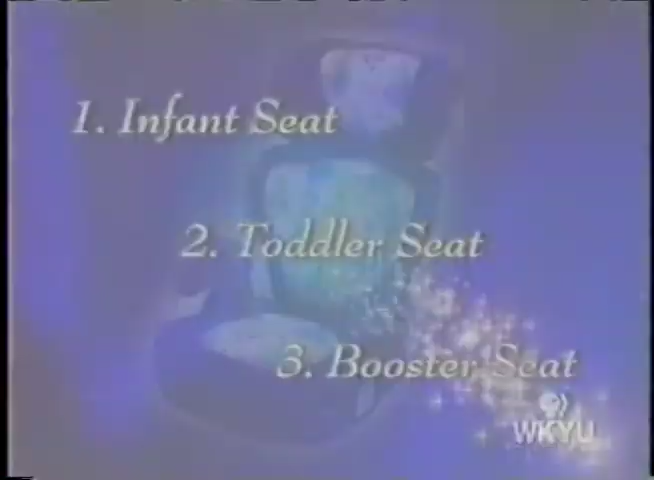 1. Infant Seat
2. Toddler Seat
3. Booster Seat
WKYU